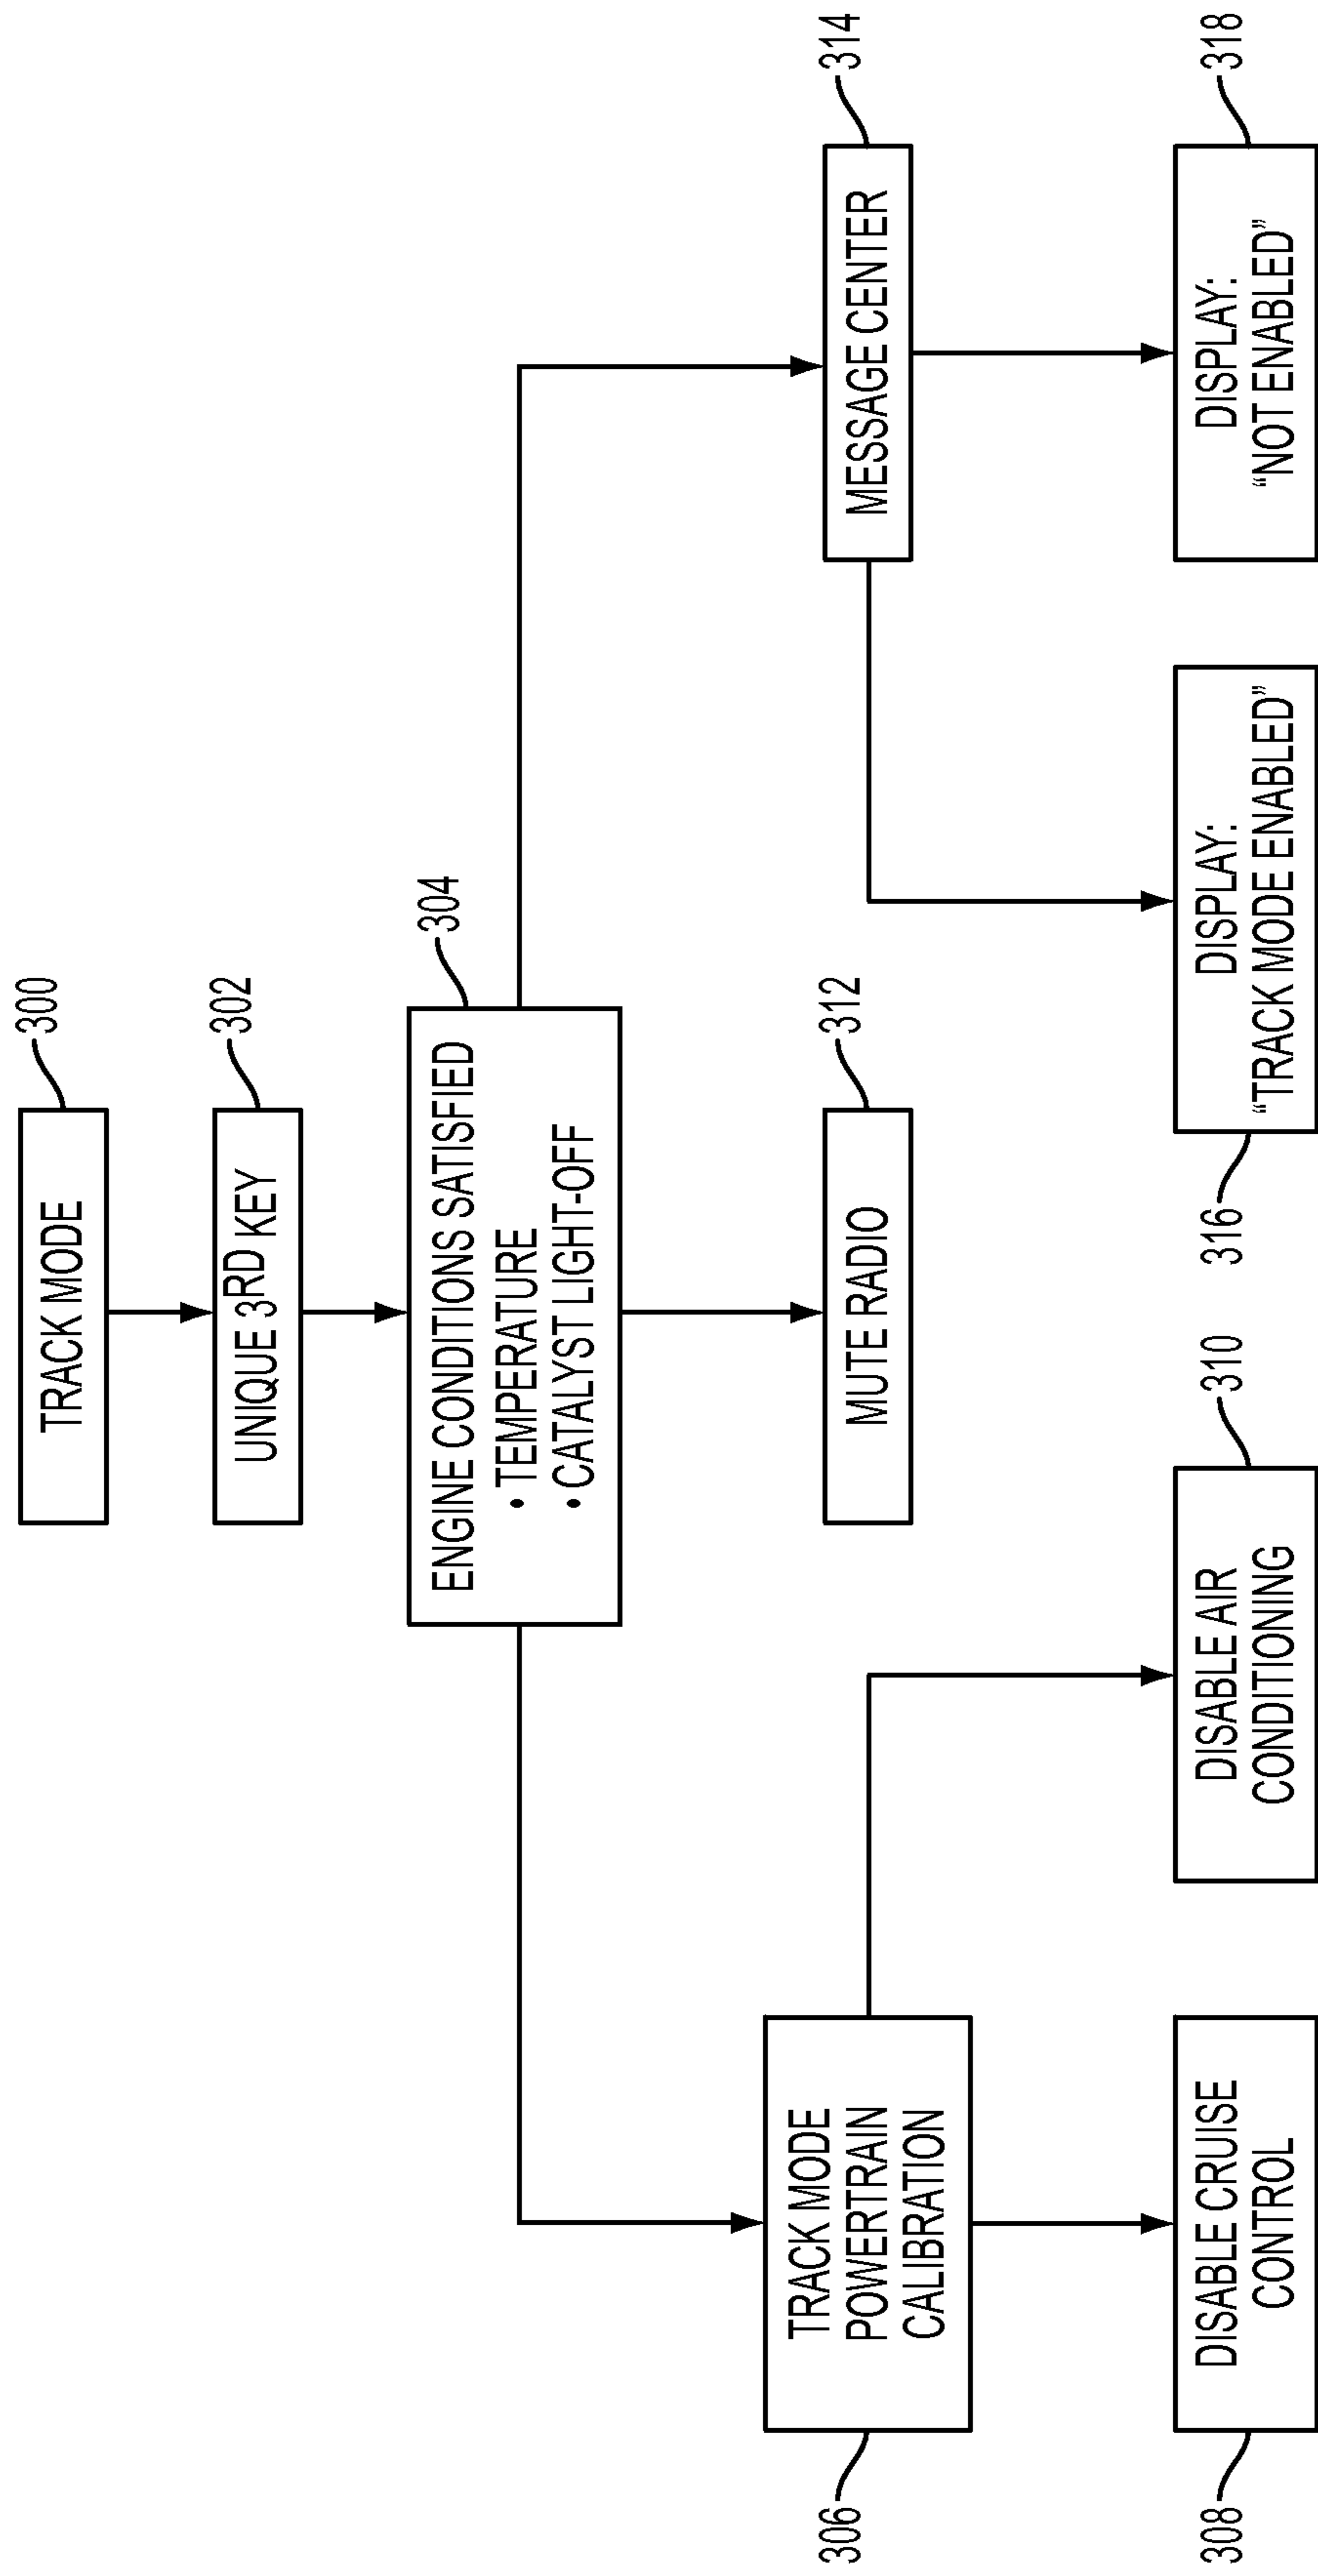 300
TRACK MODE
302
UNIQUE 3RD KEY
304
ENGINE CONDITIONS SATISFIED
• TEMPERATURE
• CATALYST LIGHT-OFF
306
TRACK MODE
POWERTRAIN
CALIBRATION
312
MUTE RADIO
314
MESSAGE CENTER
308
DISABLE CRUISE
CONTROL
310
DISABLE AIR
CONDITIONING
316
DISPLAY:
“TRACK MODE ENABLED”
318
DISPLAY:
“NOT ENABLED”